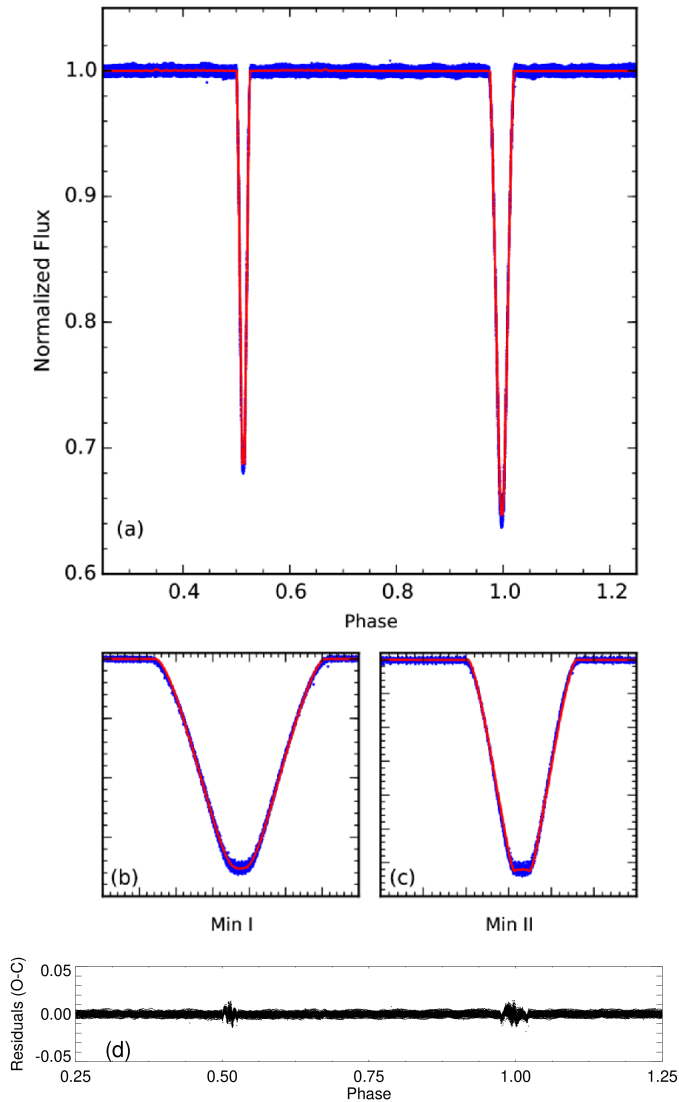 1.0
0.9
0.8
0.7
0.6
Normalized Flux
(a)
0.4 0.6 0.8 1.0 1.2
Phase
(b)
(c)
Min I
Min II
0.05
0.00
-0.05
Residuals (O-C)
(d)
0.25 0.50 0.75 1.00 1.25
Phase